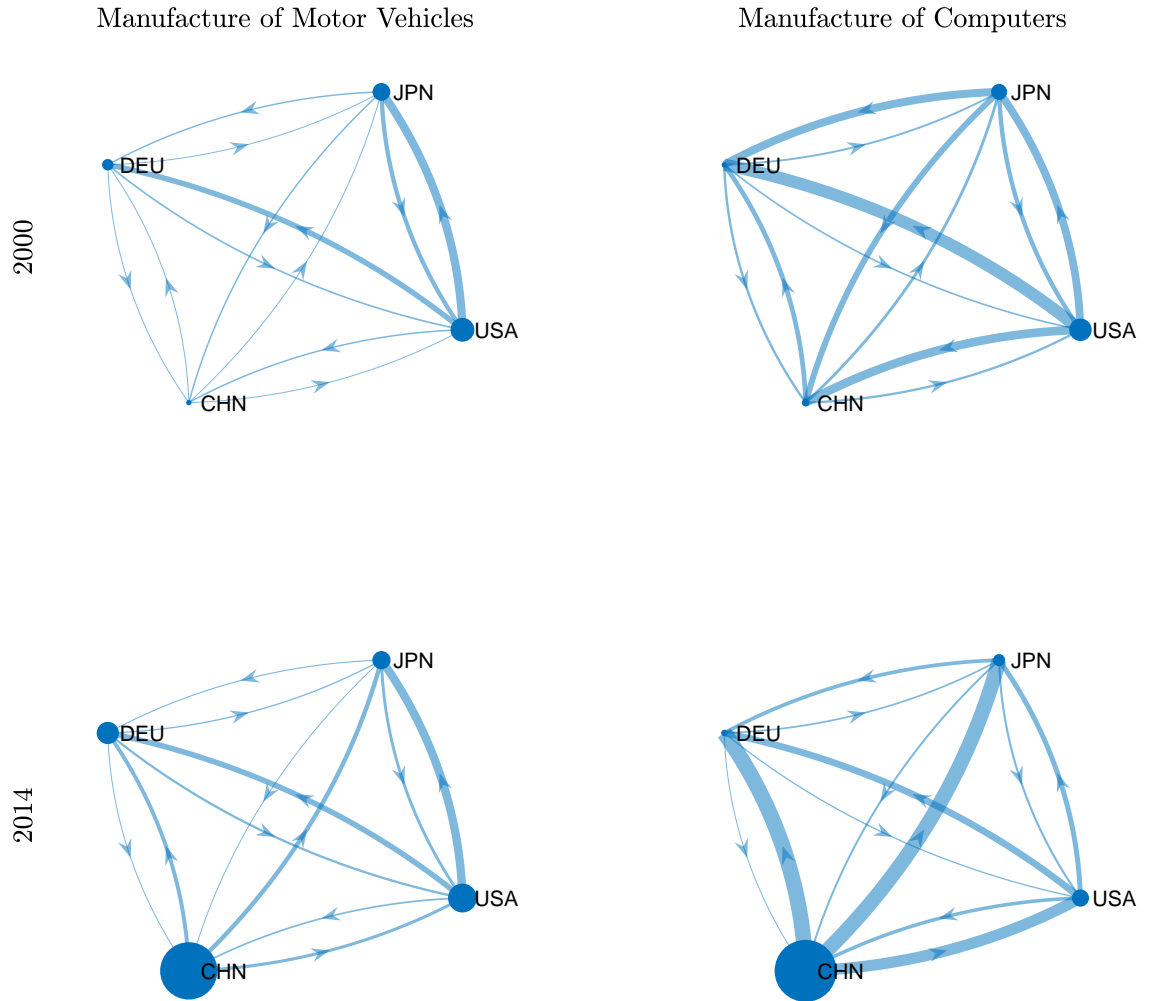 Manufacture of Motor Vehicles
Manufacture of Computers
2000
JPN
DEU
USA
CHN
JPN
DEU
USA
CHN
2014
JPN
DEU
USA
CHN
JPN
DEU
USA
CHN